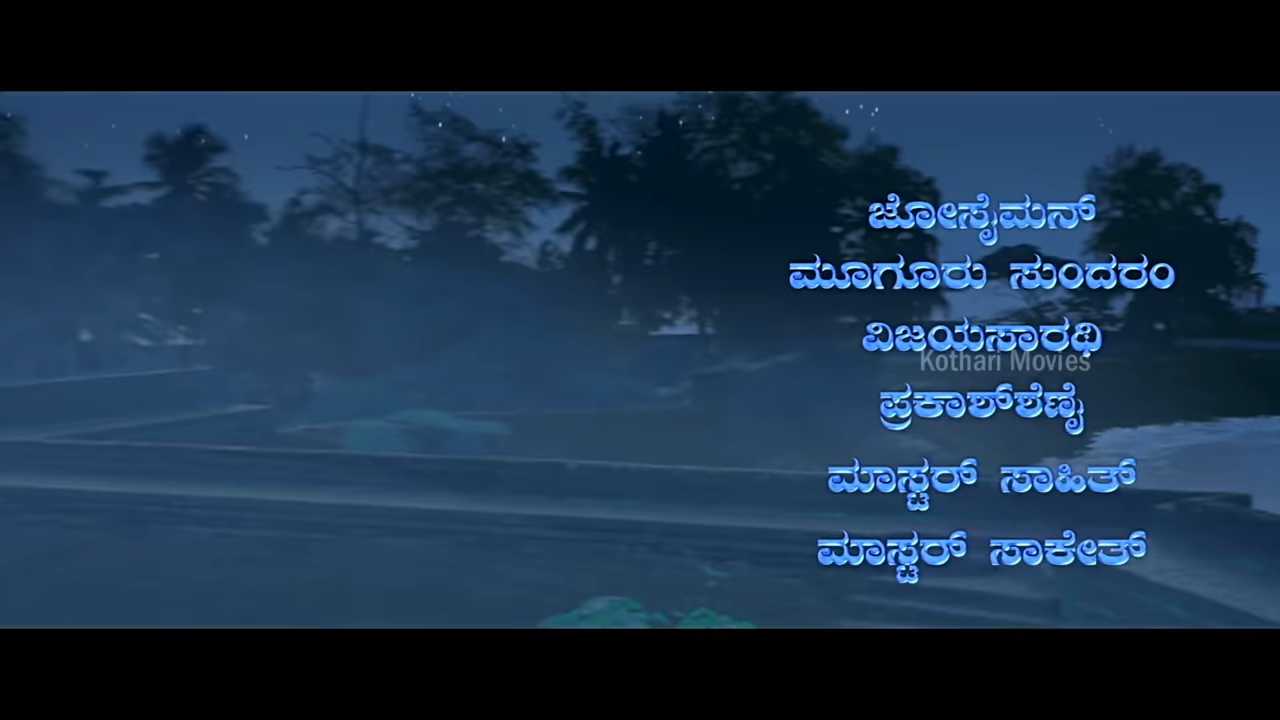 ಜೋಸೈಮನ್
ಮೂಗೂರು ಸುಂದರಂ
ವಿಜಯಸಾರಥಿ
Kothari Movies
ಪ್ರಕಾಶ್‌ಶೆಣೈ
ಮಾಸ್ಟರ್ ಸಾಹಿತ್
ಮಾಸ್ಟರ್ ಸಾಕೇತ್